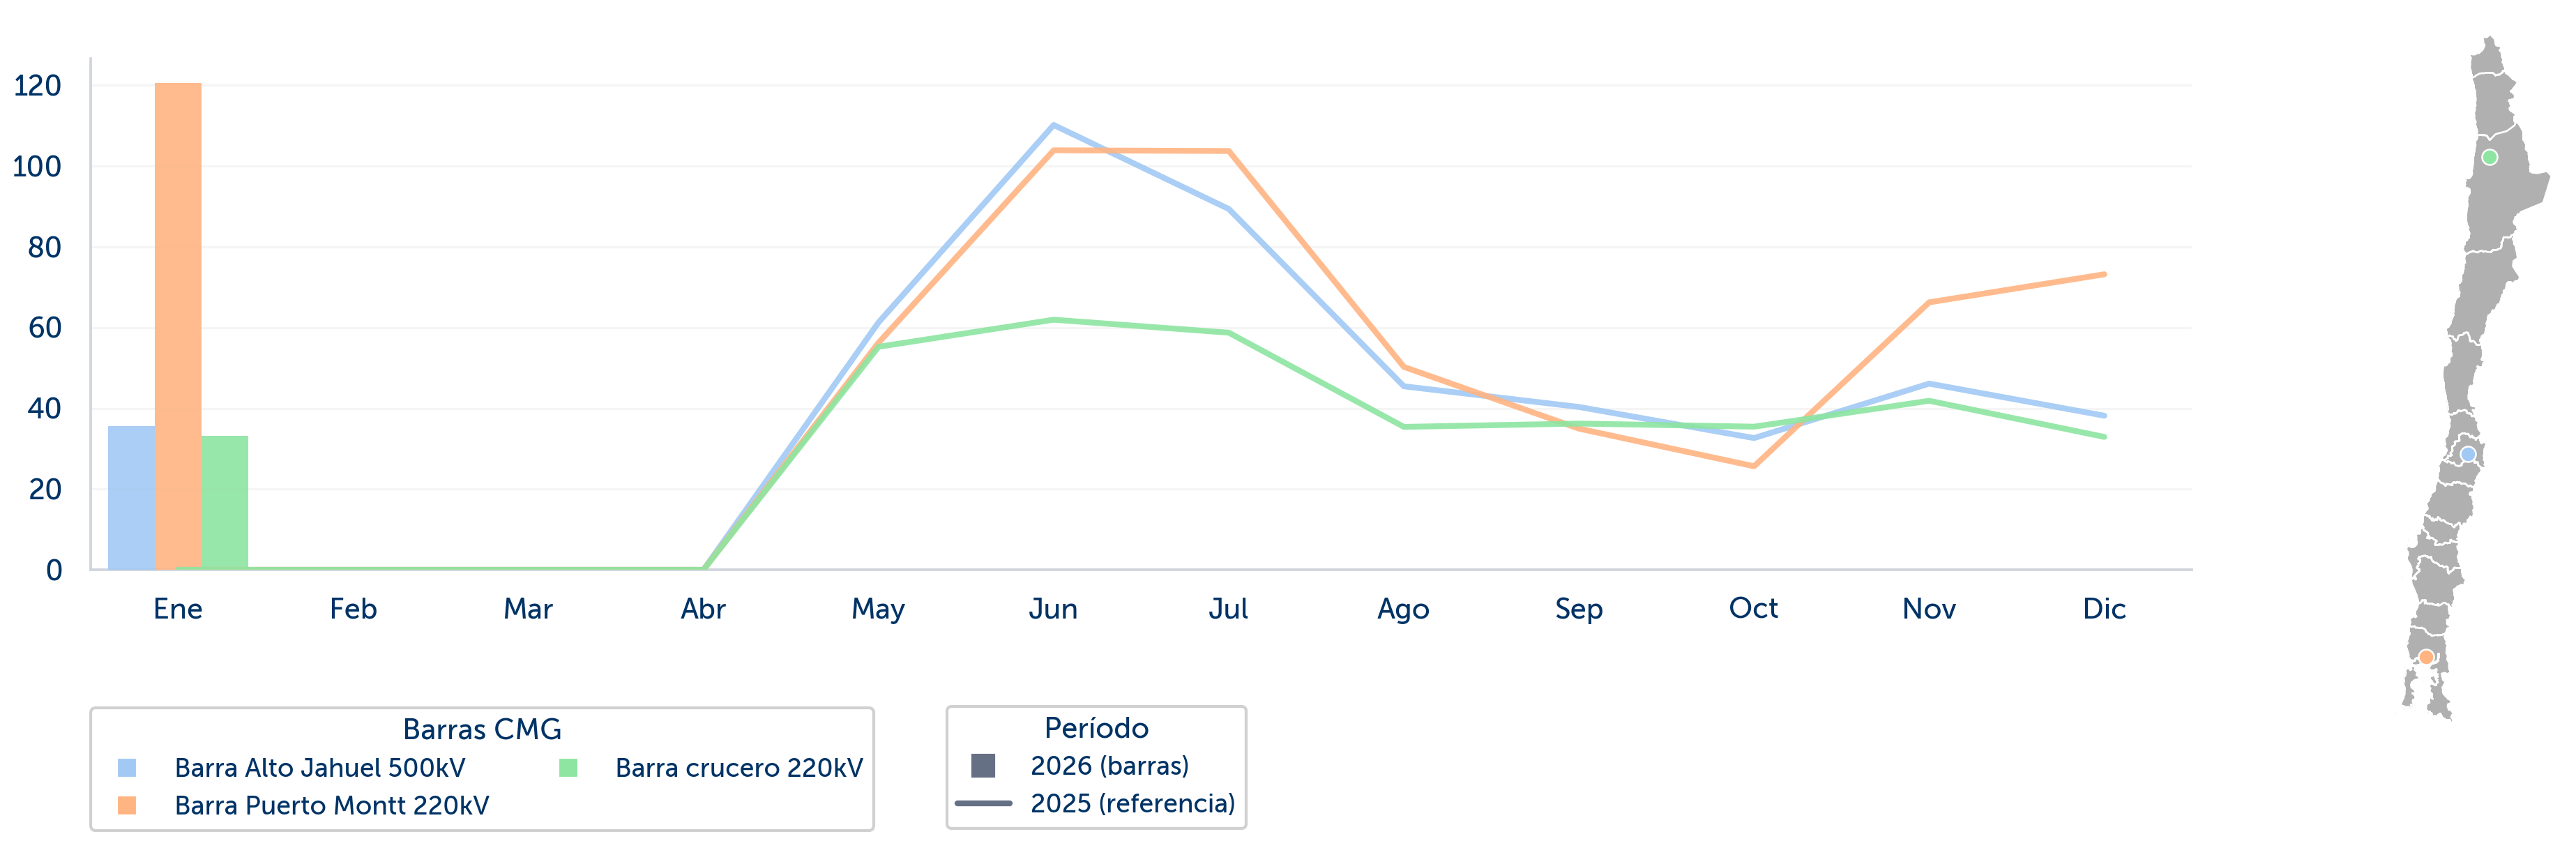 120
100
80
60
40
20
0
Ene Feb Mar Abr May Jun Jul Ago Sep Oct Nov Dic
Barras CMG
Barra Alto Jahuel 500kV
Barra crucero 220kV
Barra Puerto Montt 220kV
Período
2026 (barras)
2025 (referencia)